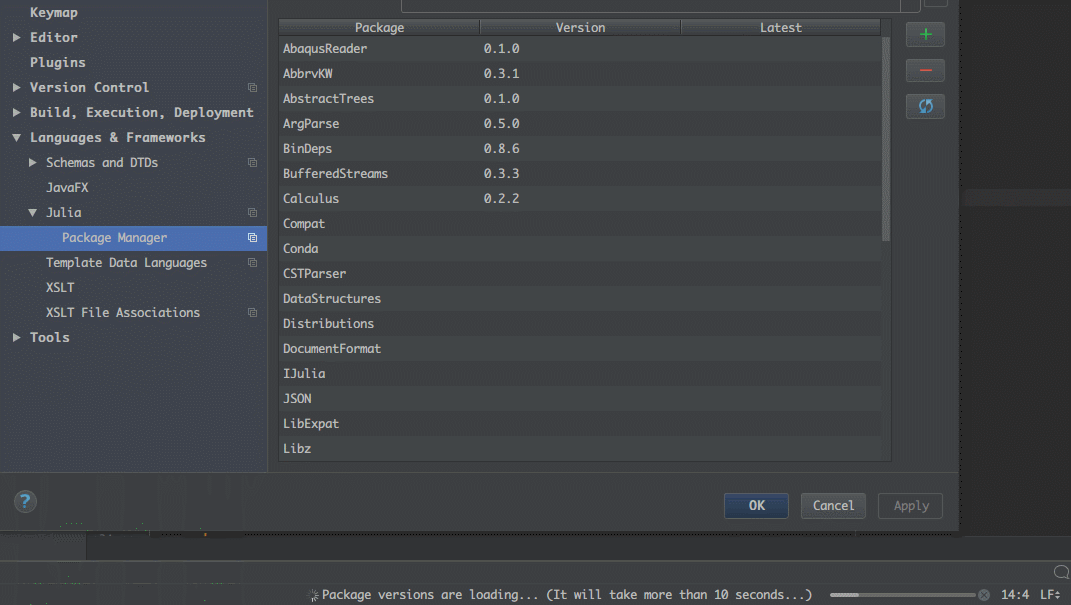 Keymap
Editor
Plugins
Version Control
Build, Execution, Deployment
Languages & Frameworks
Schemas and DTDs
JavaFX
Julia
Package Manager
Template Data Languages
XSLT
XSLT File Associations
Tools
Package Version Latest
AbaqusReader 0.1.0
AbbrvKW 0.3.1
AbstractTrees 0.1.0
ArgParse 0.5.0
BinDeps 0.8.6
BufferedStreams 0.3.3
Calculus 0.2.2
Compat
Conda
CSTParser
DataStructures
Distributions
DocumentFormat
IJulia
JSON
LibExpat
Libz
?
OK Cancel Apply
Package versions are loading... (It will take more than 10 seconds...) 14:4 LF÷